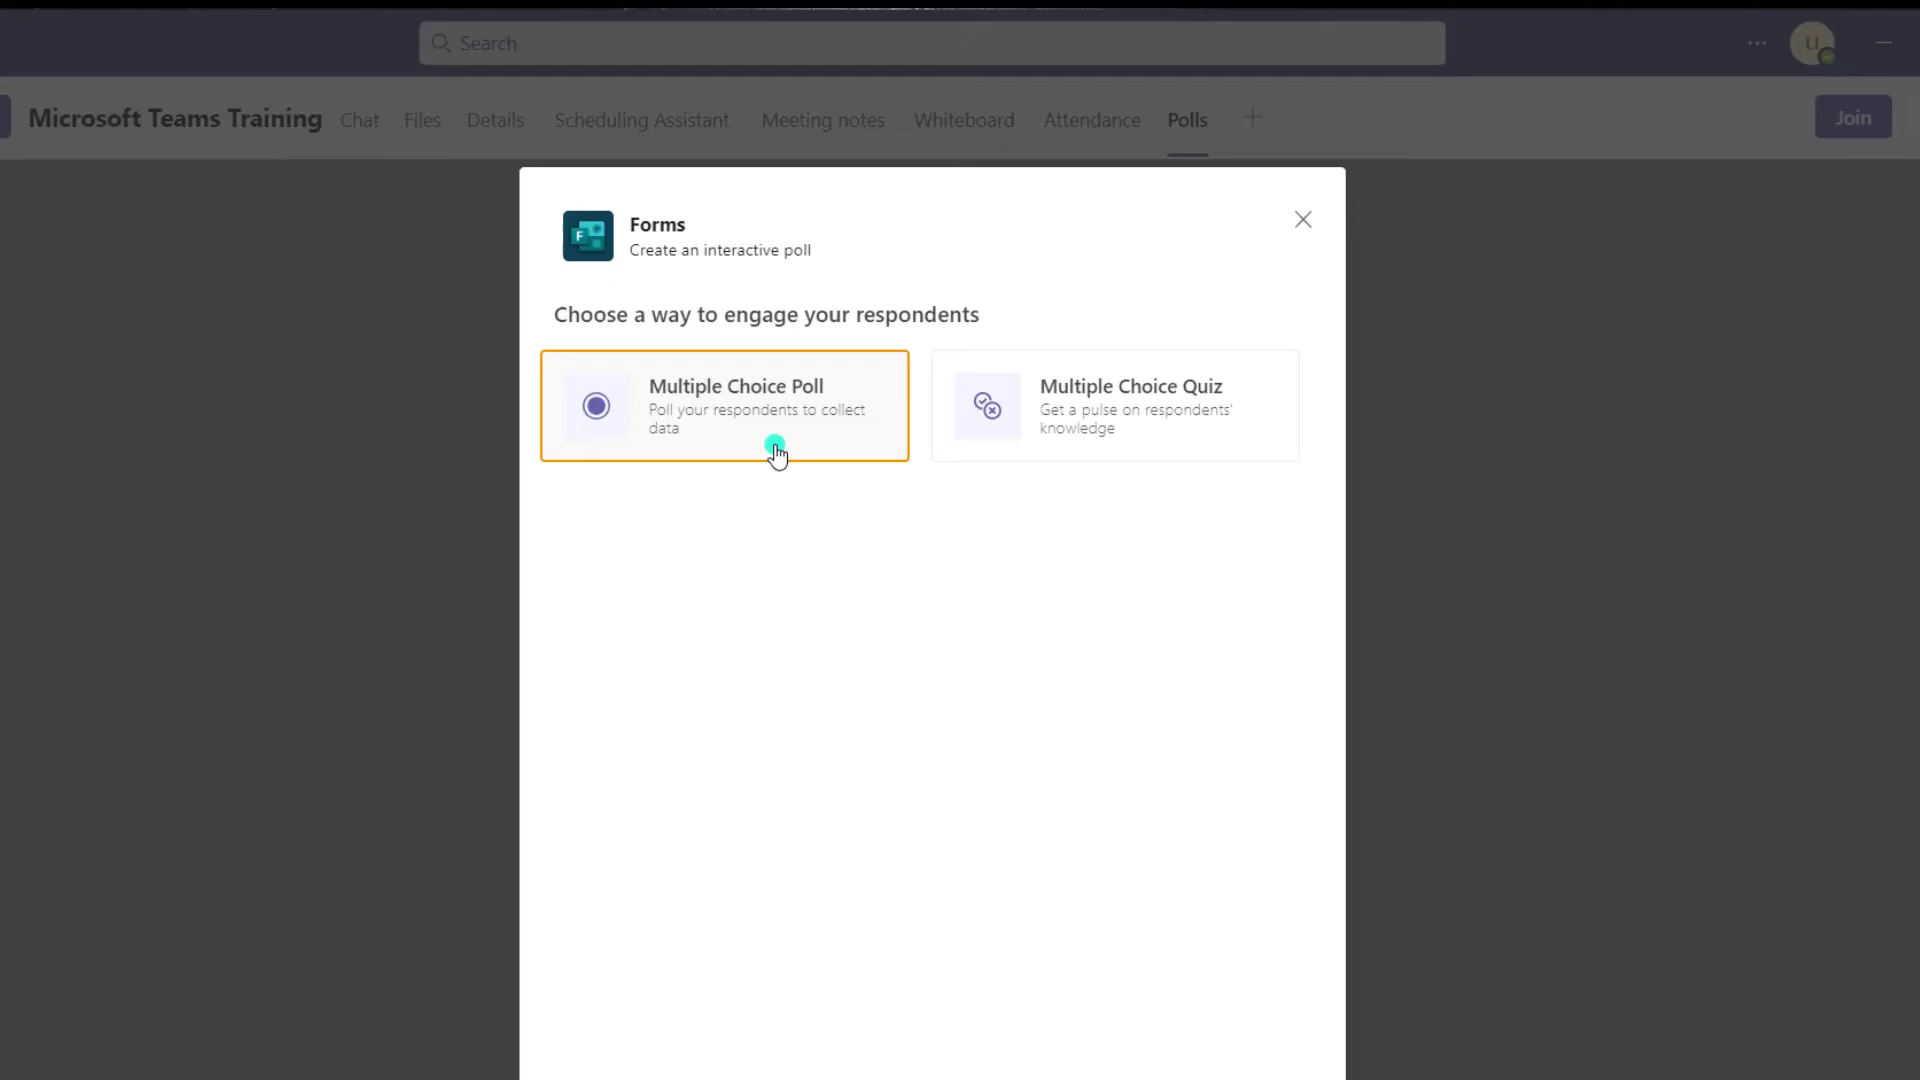 Search
LI
Microsoft Teams Training Chat Files Details Scheduling Assistant Meeting notes Whiteboard Attendance Polls Join
F
Forms
Create an interactive poll
Choose a way to engage your respondents
Multiple Choice Poll
Poll your respondents to collect
data
Multiple Choice Quiz
Get a pulse on respondents'
knowledge